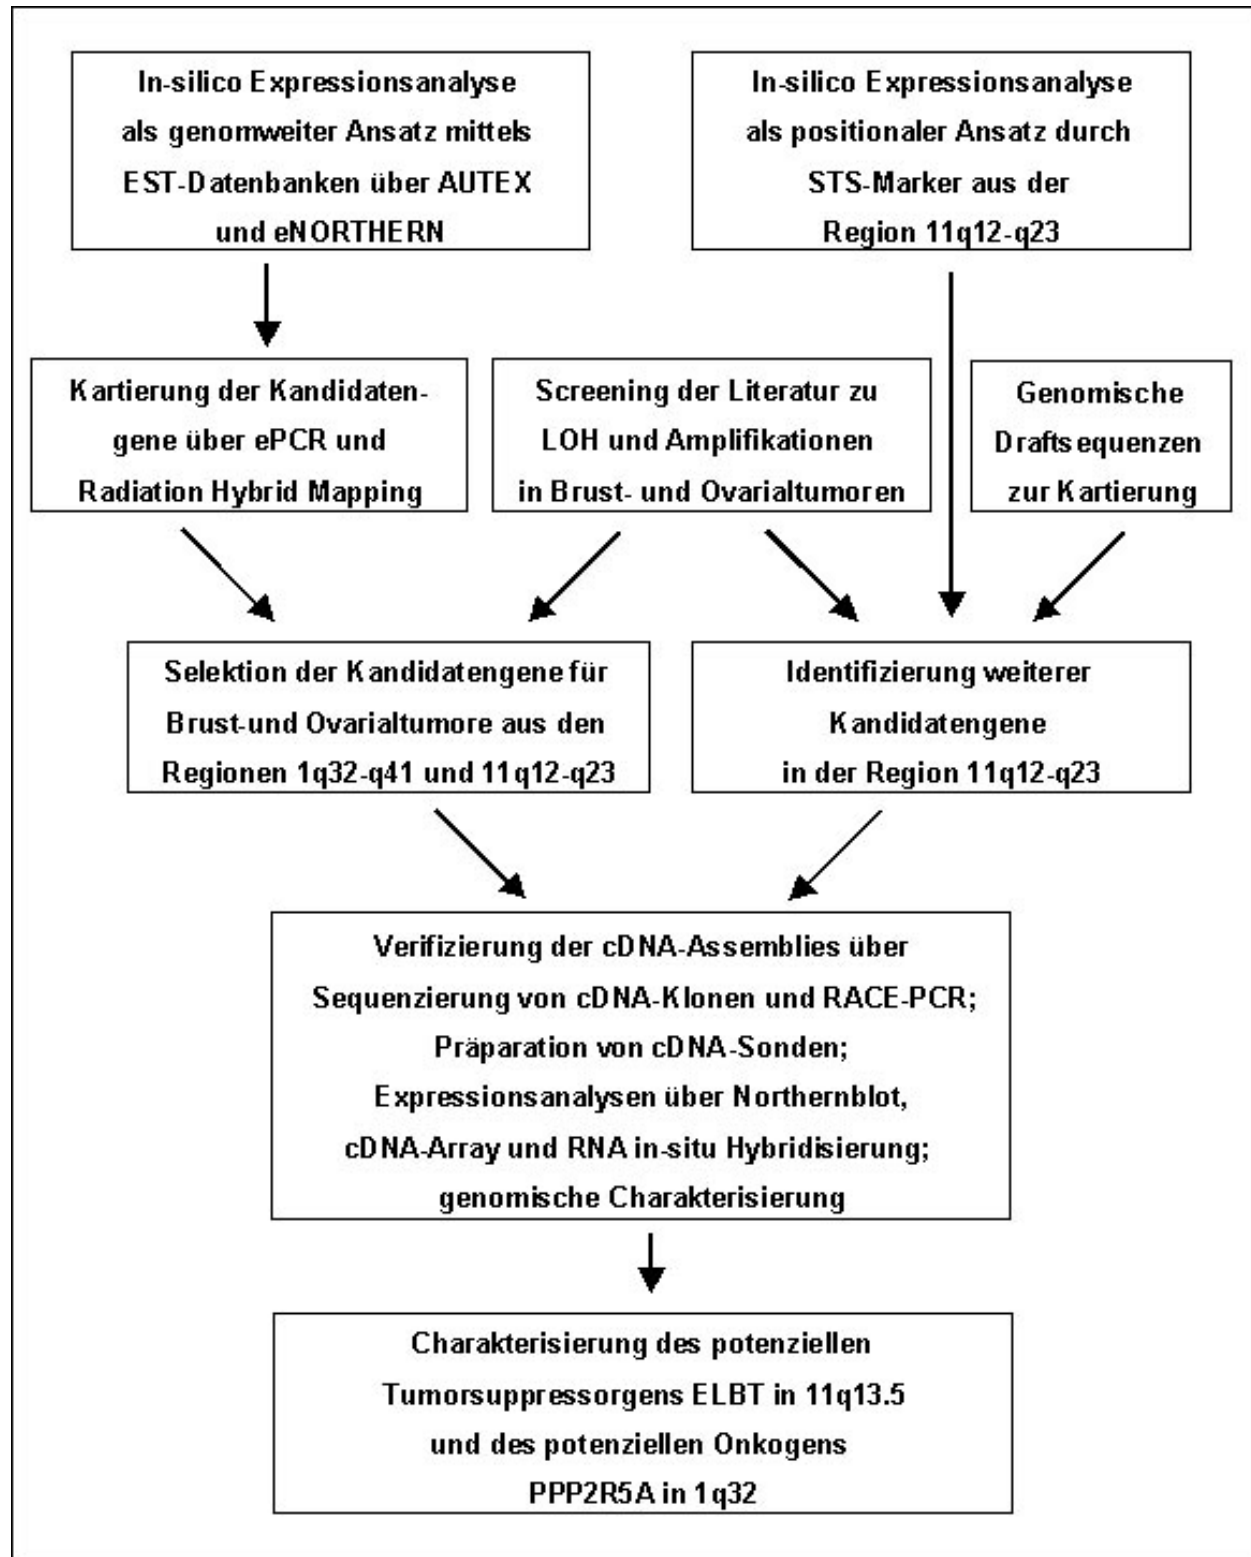 In-silico Expressionsanalyse
als genomweiter Ansatz mittels
EST-Datenbanken über AUTEX
und eNORTHERN
In-silico Expressionsanalyse
als positionaler Ansatz durch
STS-Marker aus der
Region 11q12-q23
Kartierung der Kandidaten-
gene über ePCR und
Radiation Hybrid Mapping
Screening der Literatur zu
LOH und Amplifikationen
in Brust- und Ovarialtumoren
Genomische
Draftsequenzen
zur Kartierung
Selektion der Kandidatengene für
Brust-und Ovarialtumore aus den
Regionen 1q32-q41 und 11q12-q23
Identifizierung weiterer
Kandidatengene
in der Region 11q12-q23
Verifizierung der cDNA-Assemblies über
Sequenzierung von cDNA-Klonen und RACE-PCR;
Präparation von cDNA-Sonden;
Expressionsanalysen über Northernblot,
cDNA-Array und RNA in-situ Hybridisierung;
genomische Charakterisierung
Charakterisierung des potenziellen
Tumorsuppressorgens ELBT in 11q13.5
und des potenziellen Onkogens
PPP2R5A in 1q32